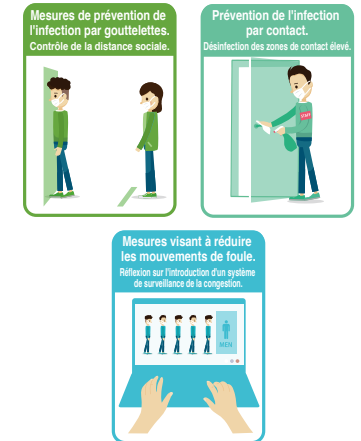 Mesures de prévention de
l'infection par gouttelettes.
Contrôle de la distance sociale.
Prévention de l'infection
par contact.
Désinfection des zones de contact élevé.
Mesures visant à réduire
les mouvements de foule.
Réflexion sur l'introduction d'un système
de surveillance de la congestion.
MEN